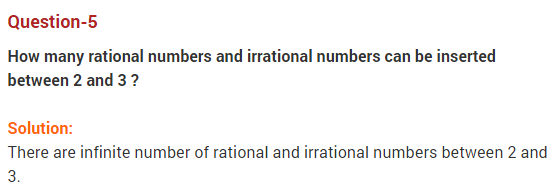 Question-5
How many rational numbers and irrational numbers can be inserted
between 2 and 3 ?
Solution:
There are infinite number of rational and irrational numbers between 2 and
3.